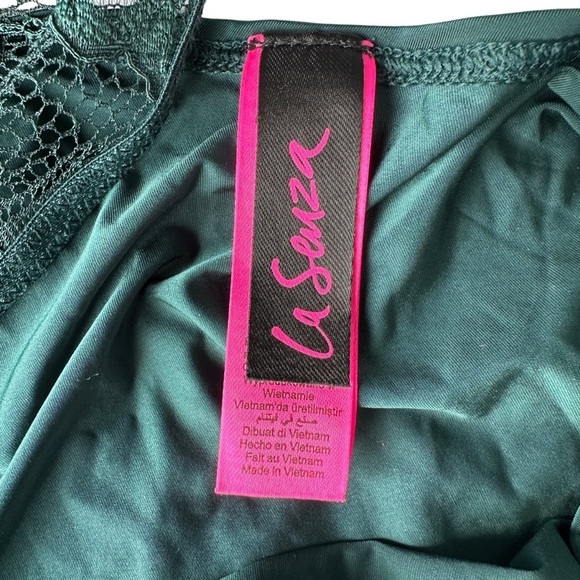 La Senza
Wietnamie
Vietnam'da üretilmiştir
صنع في فيتنام
Dibuat di Vietnam
Hecho en Vietnam
Fait au Vietnam
Made in Vietnam